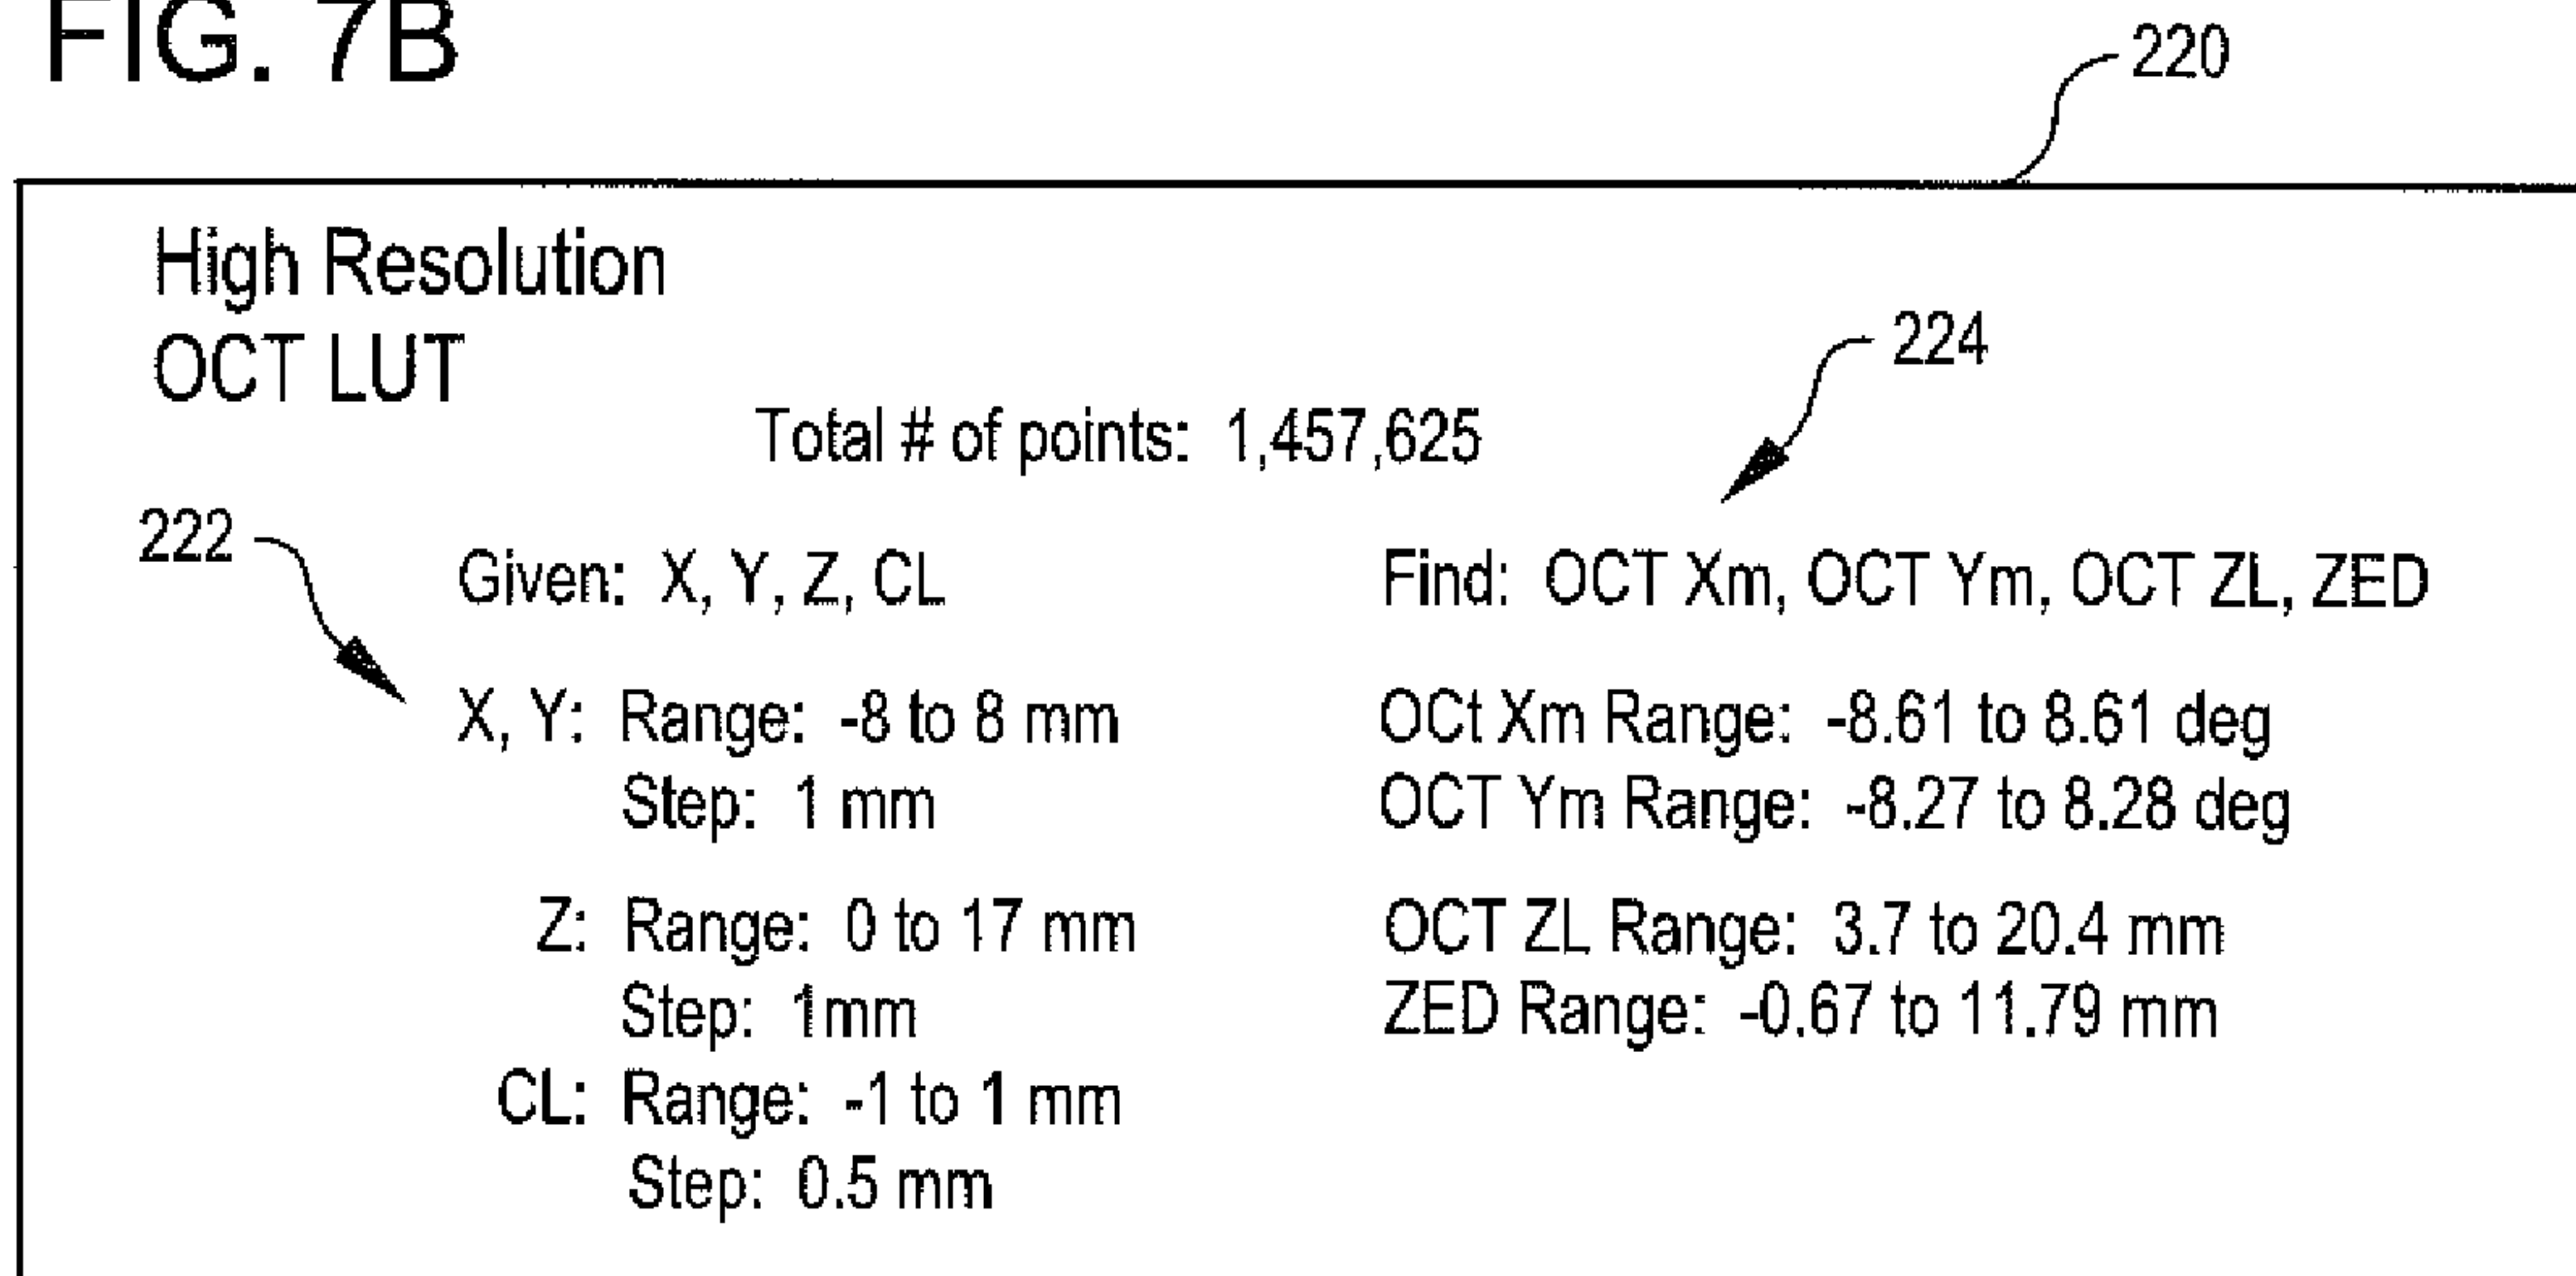 FIG. 7B
220
High Resolution
OCT LUT
224
Total # of points: 1,457,625
222
Given: X, Y, Z, CL
Find: OCT Xm, OCT Ym, OCT ZL, ZED
X, Y: Range: -8 to 8 mm
Step: 1 mm
Z: Range: 0 to 17 mm
Step: 1mm
CL: Range: -1 to 1 mm
Step: 0.5 mm
OCt Xm Range: -8.61 to 8.61 deg
OCT Ym Range: -8.27 to 8.28 deg
OCT ZL Range: 3.7 to 20.4 mm
ZED Range: -0.67 to 11.79 mm